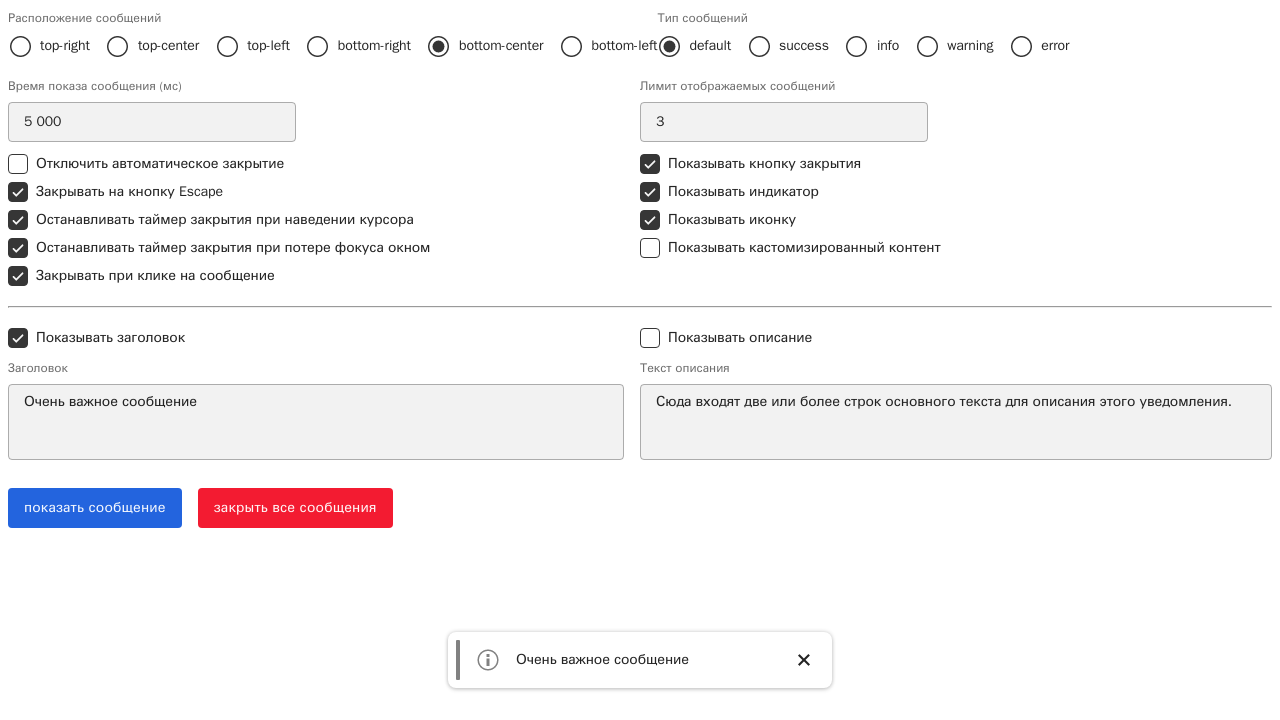 Расположение сообщений
top-right top-center top-left bottom-right bottom-center bottom-left
Тип сообщений
default success info warning error
Время показа сообщения (мс)
5 000
Лимит отображаемых сообщений
3
Отключить автоматическое закрытие
Закрывать на кнопку Escape
Останавливать таймер закрытия при наведении курсора
Останавливать таймер закрытия при потере фокуса окном
Закрывать при клике на сообщение
Показывать кнопку закрытия
Показывать индикатор
Показывать иконку
Показывать кастомизированный контент
Показывать заголовок
Заголовок
Очень важное сообщение
Показывать описание
Текст описания
Сюда входят две или более строк основного текста для описания этого уведомления.
показать сообщение
закрыть все сообщения
Очень важное сообщение